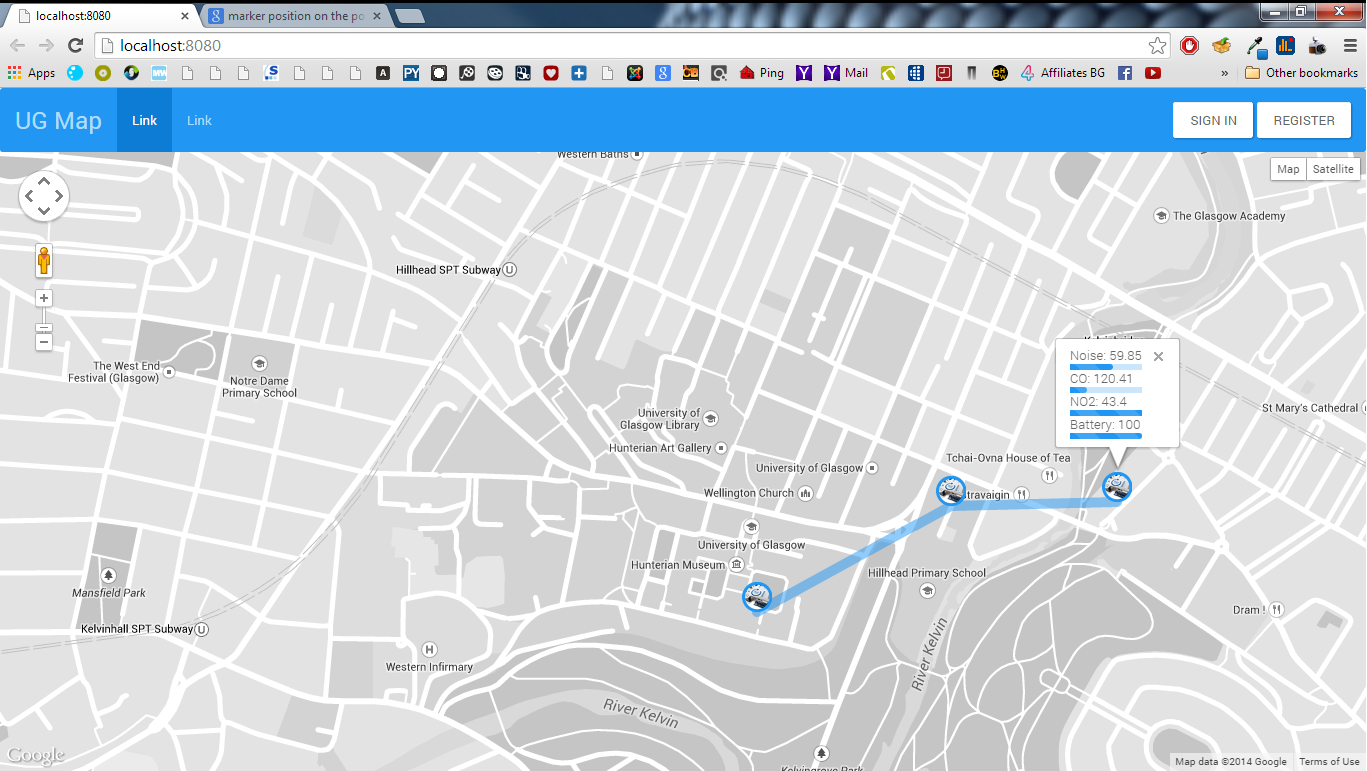 localhost:8080
marker position on the po
localhost:8080
Apps
Ping
Mail
Affiliates BG
»
Other bookmarks
UG Map
Link
Link
SIGN IN
REGISTER
Western Baths
Map
Satellite
The Glasgow Academy
Hillhead SPT Subway
The West End
Festival (Glasgow)
Notre Dame
Primary School
Noise: 59.85
CO: 120.41
NO2: 43.4
Battery: 100
St Mary's Cathedral
University of
Glasgow Library
Hunterian Art Gallery
University of Glasgow
Tchai-Ovna House of Tea
Wellington Church
travaigin
University of Glasgow
Hunterian Museum
Hillhead Primary School
Mansfield Park
Dram !
Kelvinhall SPT Subway
Western Infirmary
River Kelvin
River Kelvin
Kelvingrove Park
Google
Map data ©2014 Google
Terms of Use